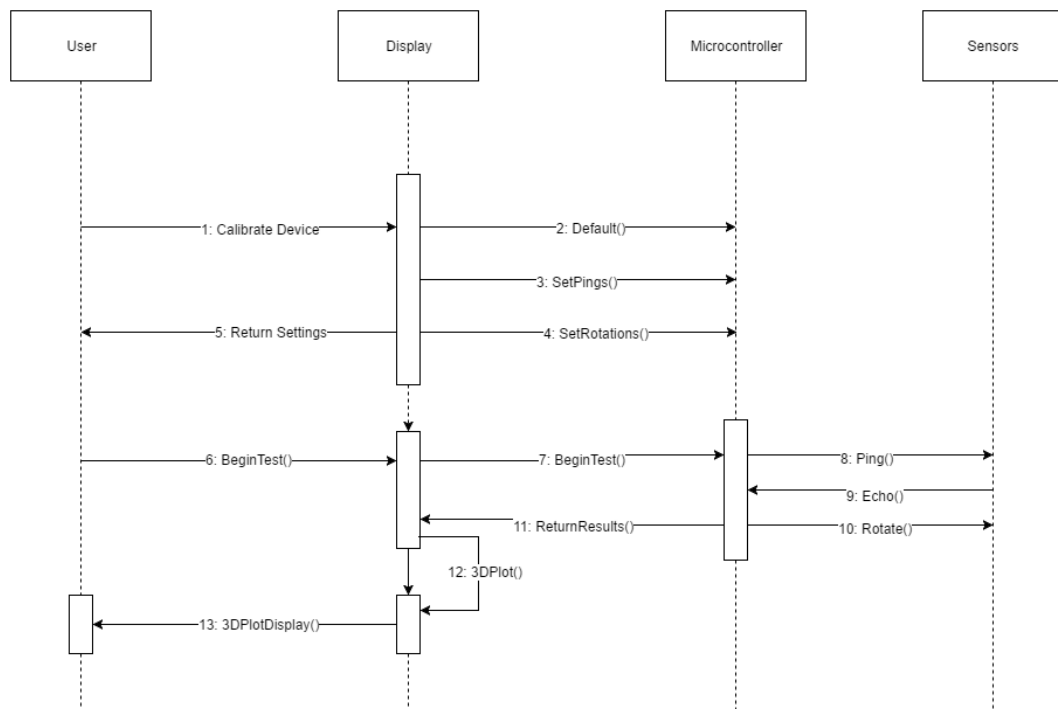 User
Display
Microcontroller
Sensors
1: Calibrate Device
2: Default()
3: SetPings()
5: Return Settings
4: SetRotations()
6: BeginTest()
7: BeginTest()
8: Ping()
9: Echo()
11: ReturnResults()
10: Rotate()
12: 3DPlot()
13: 3DPlotDisplay()